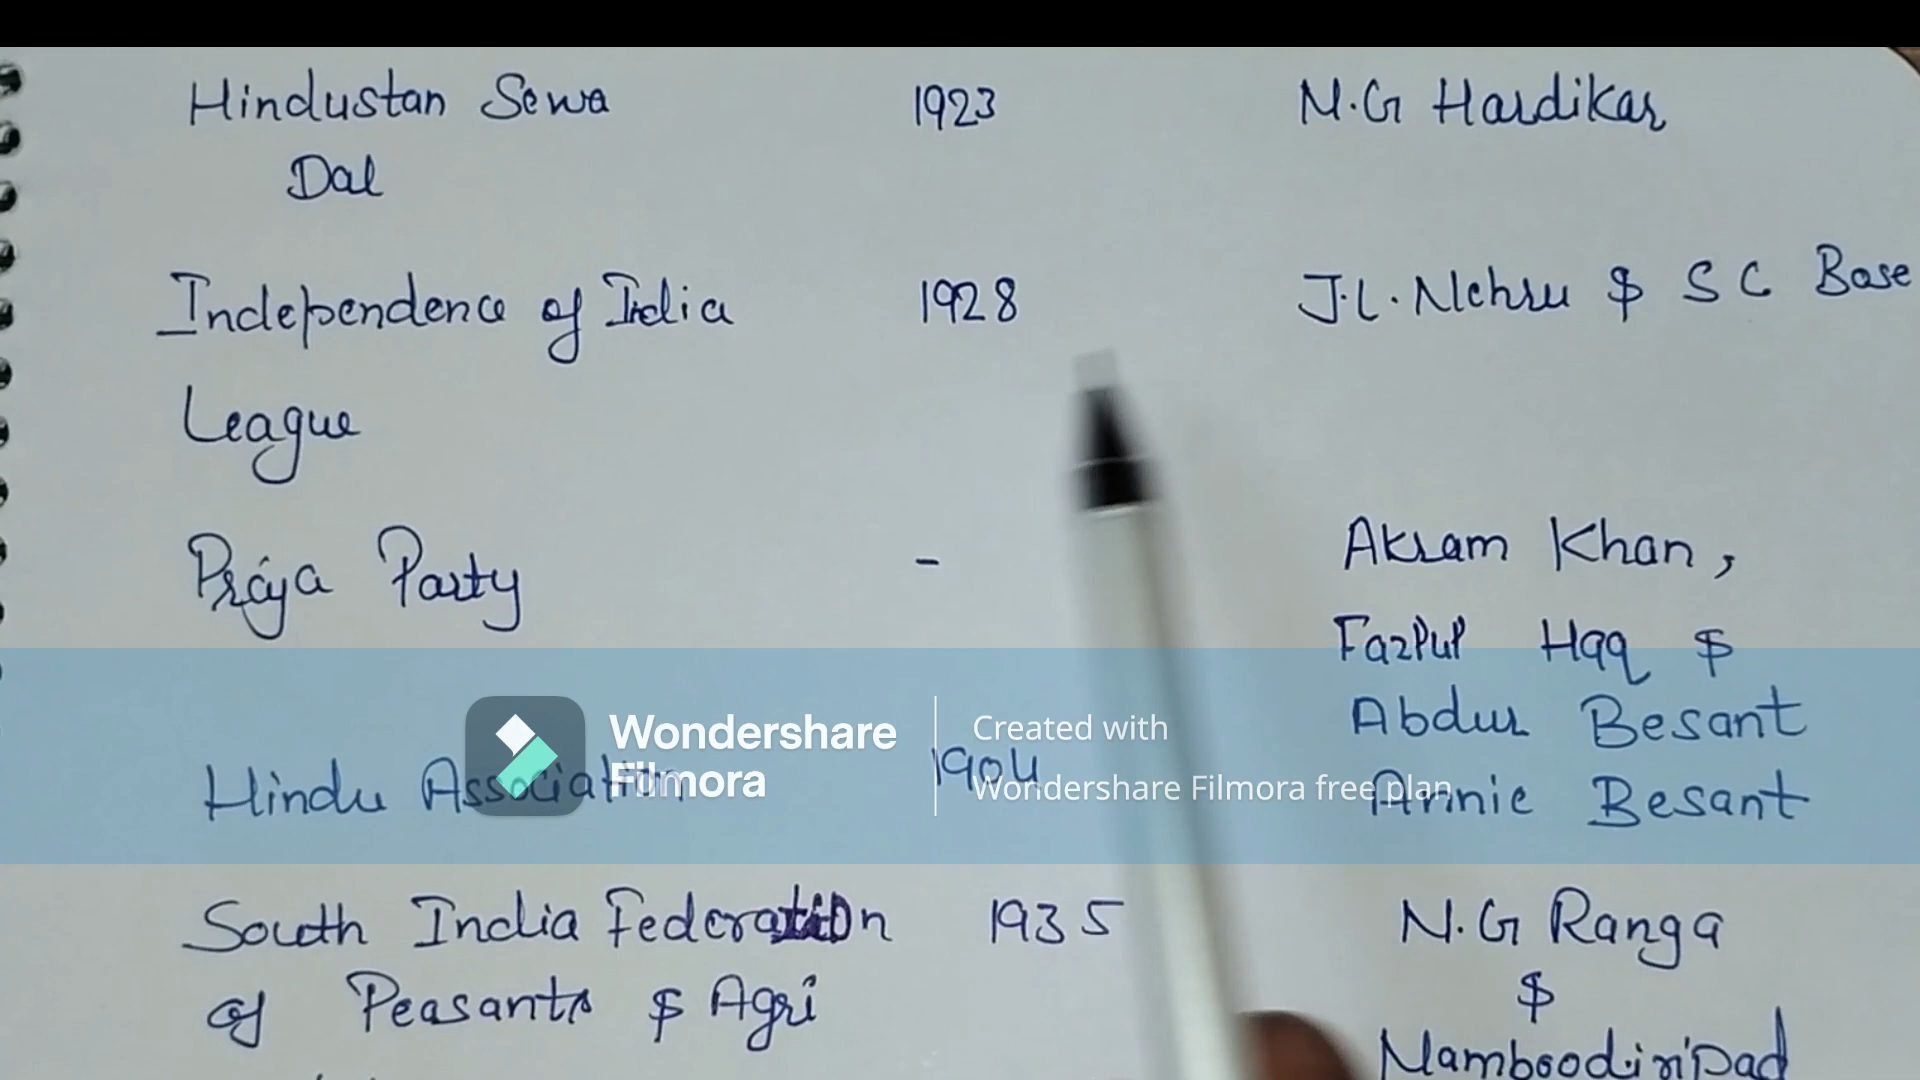 Hindustan Sewa 1923 N.G Hardikar
Dal
Independence of India 1928 J.L. Nehru & S C Bose
League
Praja Party - Akram Khan,
Fazlul Haq &
Abdur Besant
Hindu Association 1904 Annie Besant
Wondershare Filmora
Created with
Wondershare Filmora free plan
South India Federation 1935 N.G Ranga
of Peasants & Agri &
Namboodiripad